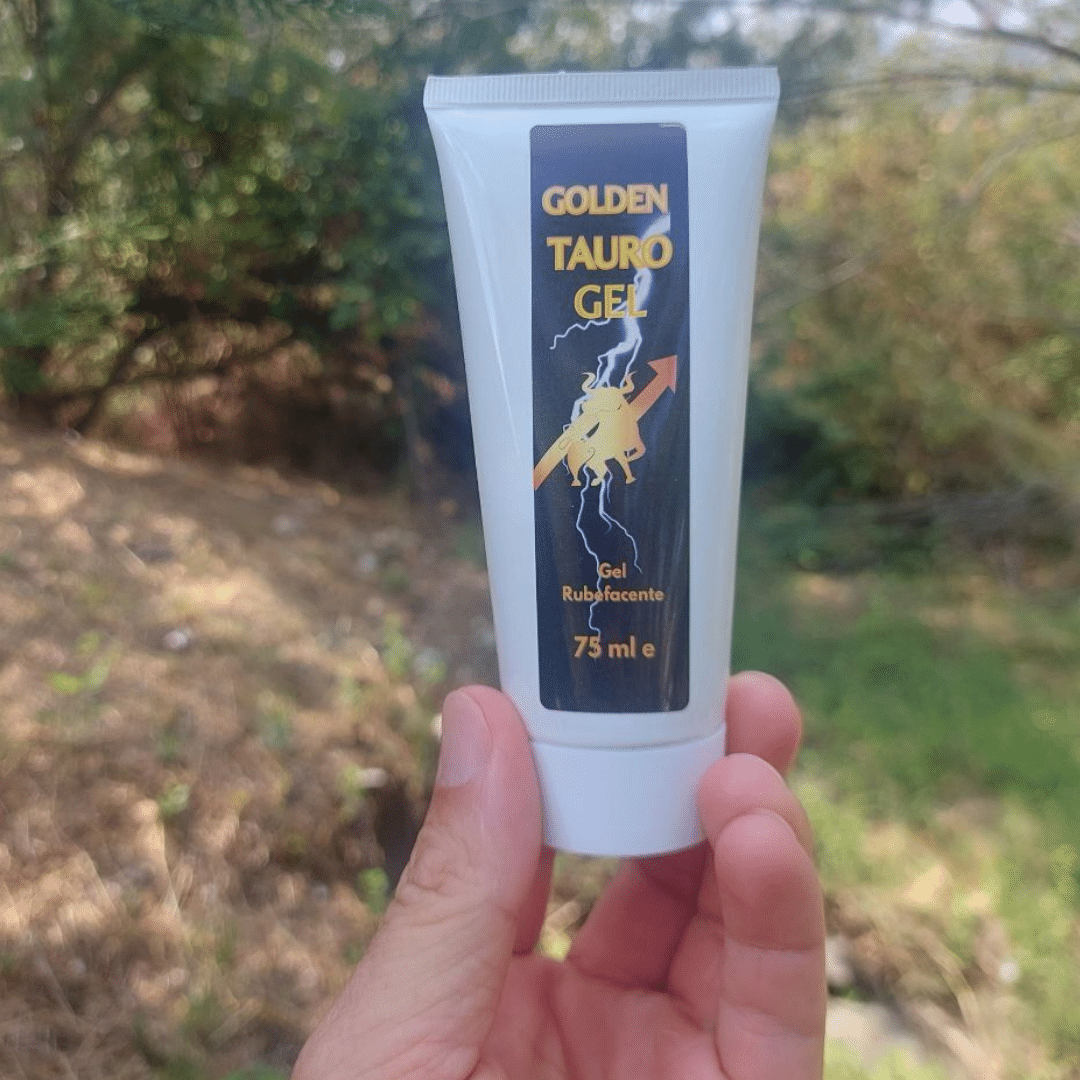 GOLDEN
TAURO
GEL
Gel
Rubefacente
75 ml e